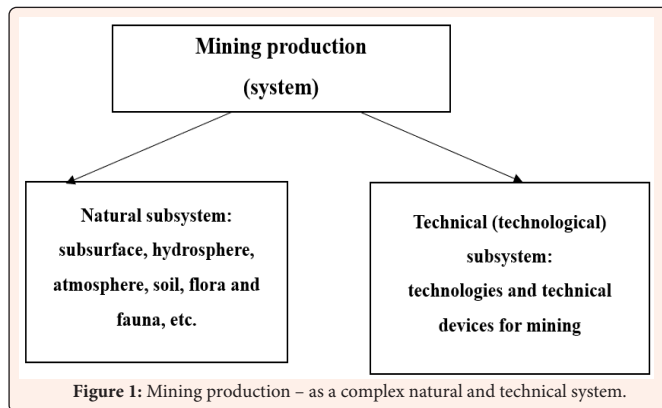 Mining production
(system)
Natural subsystem:
subsurface, hydrosphere,
atmosphere, soil, flora and
fauna, etc.
Technical (technological)
subsystem:
technologies and technical
devices for mining
Figure 1: Mining production – as a complex natural and technical system.